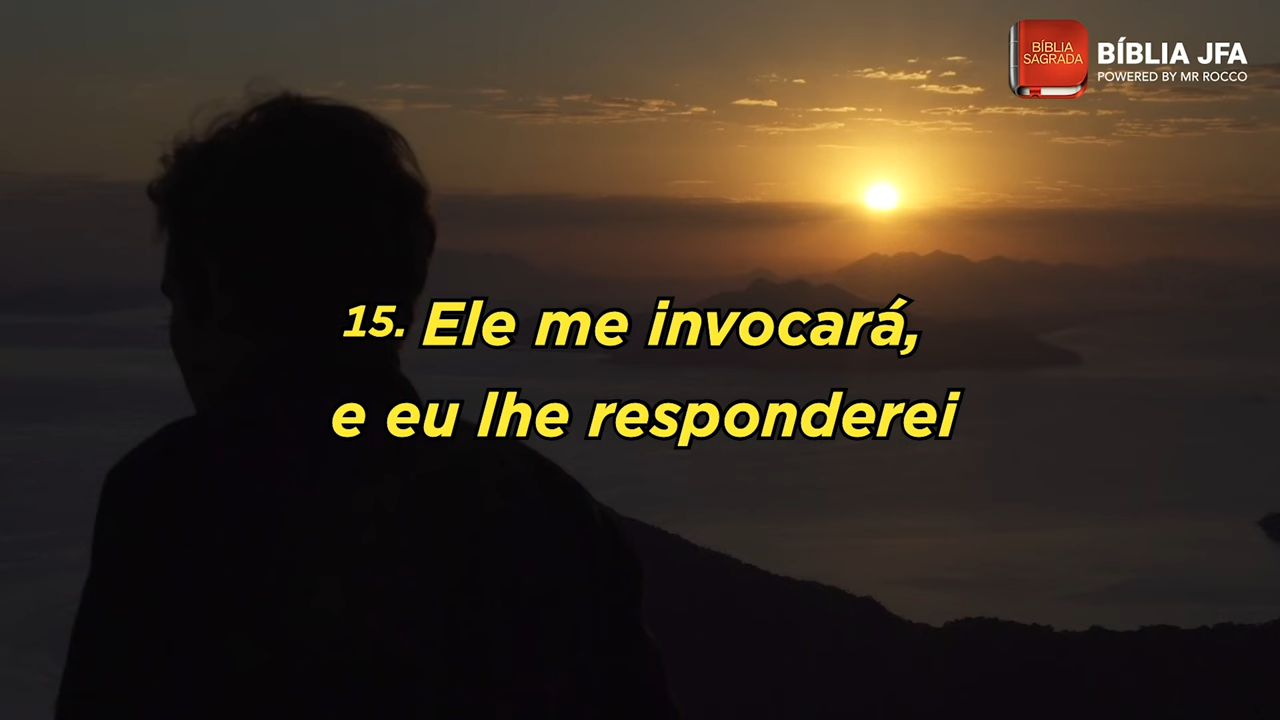 BÍBLIA
SAGRADA
BÍBLIA JFA
POWERED BY MR ROCCO
15. Ele me invocará,
e eu lhe responderei